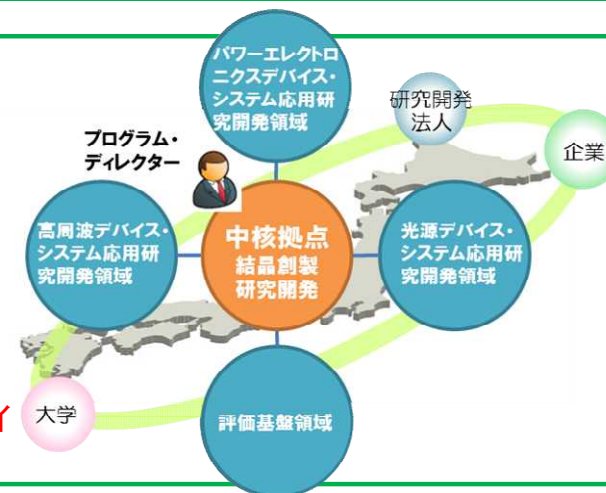 パワーエレクトロ
ニクスデバイス・
システム応用研
究開発領域
研究開発
法人
企業
プログラム・
ディレクター
高周波デバイス・
システム応用研
究開発領域
中核拠点
結晶創製
研究開発
光源デバイス・
システム応用研
究開発領域
イ
大学
評価基盤領域